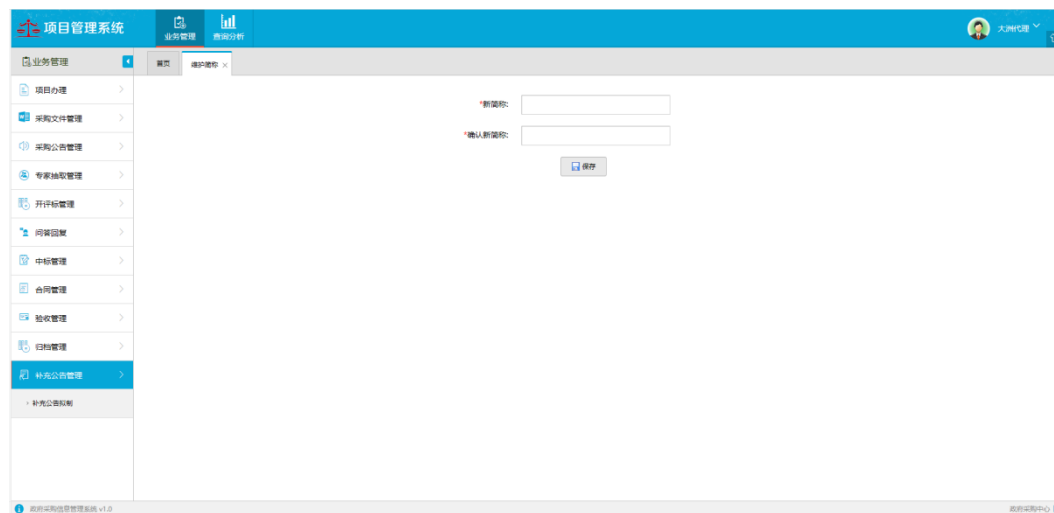 项目管理系统
业务管理
查询分析
大洲代理
业务管理
首页
维护简称 ×
项目办理
采购文件管理
采购公告管理
专家抽取管理
开评标管理
问答回复
中标管理
合同管理
验收管理
归档管理
补充公告管理
补充公告拟制
*新简称:
*确认新简称:
保存
政府采购信息管理系统 v1.0
政府采购中心